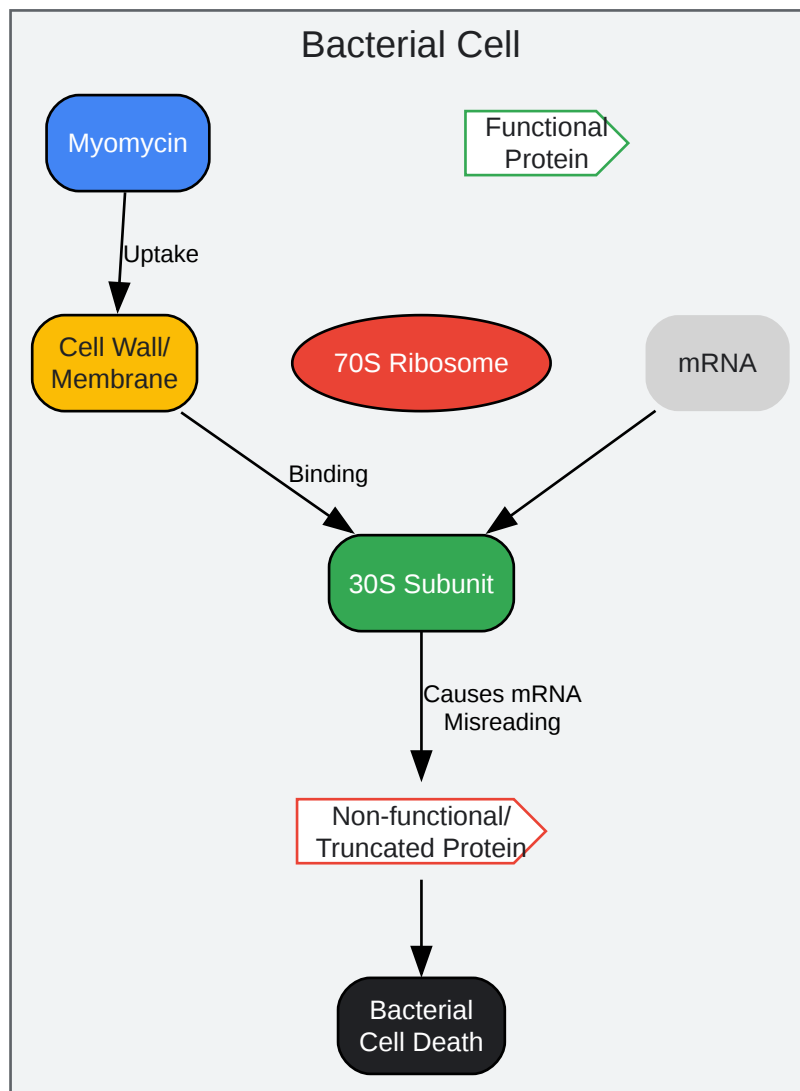 Bacterial Cell
Myomycin
Functional
Protein
Uptake
Cell Wall/
Membrane
70S Ribosome
mRNA
Binding
30S Subunit
Causes mRNA
Misreading
Non-functional/
Truncated Protein
Bacterial
Cell Death